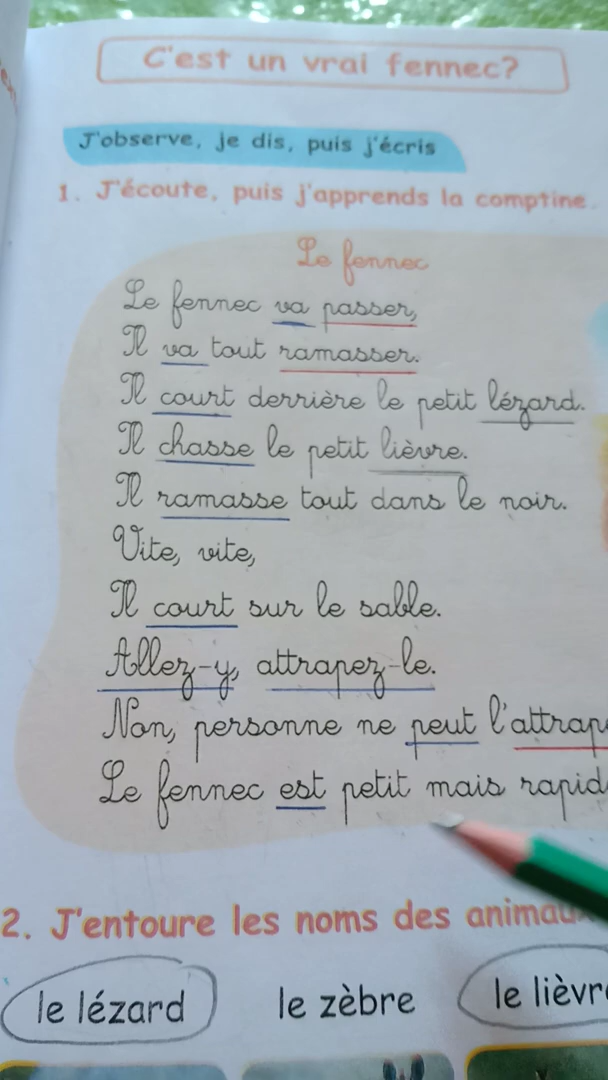 C'est un vrai fennec?
J'observe, je dis, puis j'écris
1. J'écoute, puis j'apprends la comptine.
Le fennec
Le fennec va passer,
Il va tout ramasser.
Il court derrière le petit lézard.
Il chasse le petit lièvre.
Il ramasse tout dans le noir.
Vite, vite,
Il court sur le sable.
Allez-y, attrapez-le.
Non, personne ne peut l'attrap
Le fennec est petit mais rapid
2. J'entoure les noms des animau
le lézard le zèbre le lièvr